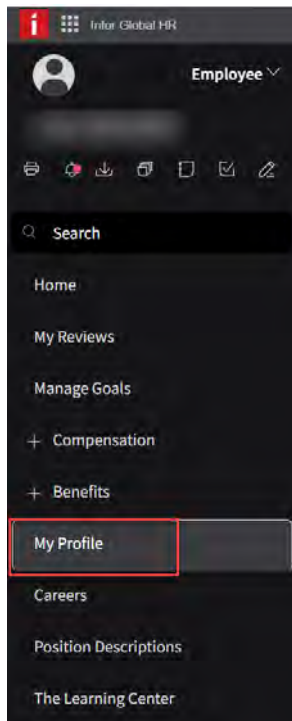 Infor Global HR
Employee
Search
Home
My Reviews
Manage Goals
+ Compensation
+ Benefits
My Profile
Careers
Position Descriptions
The Learning Center